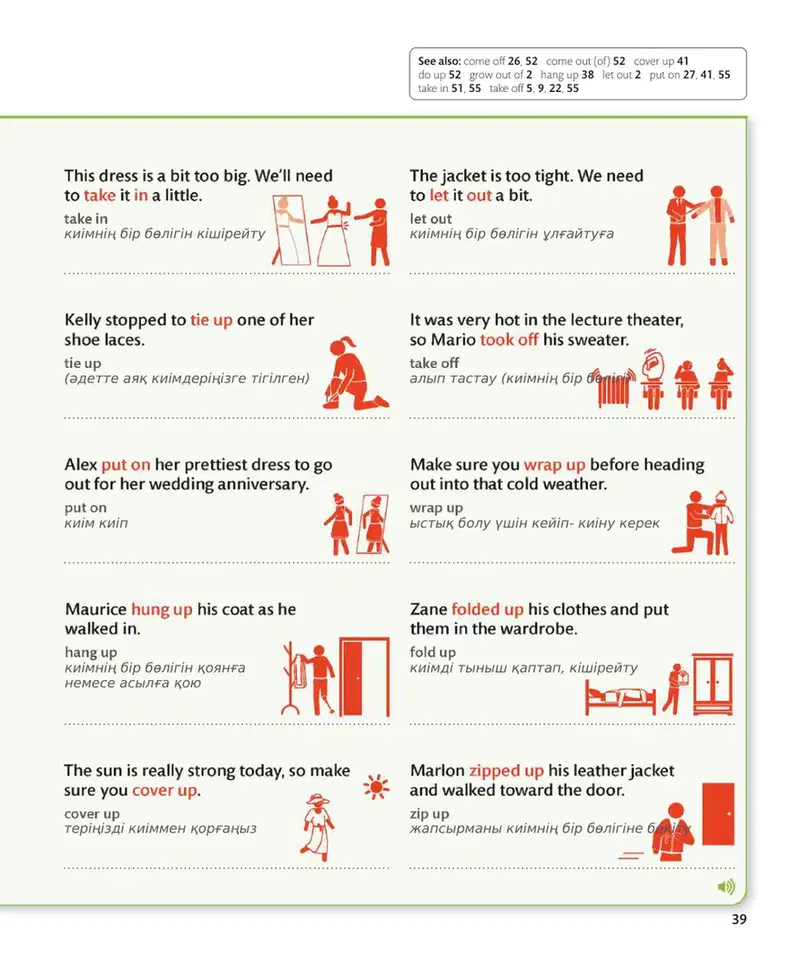 See also: come off 26, 52 come out (of) 52 cover up 41
do up 52 grow out of 2 hang up 38 let out 2 put on 27, 41, 55
take in 51, 55 take off 5, 9, 22, 55
This dress is a bit too big. We'll need
to take it in a little.
take in
киімнің бір бөлігін кішірейту
The jacket is too tight. We need
to let it out a bit.
let out
киімнің бір бөлігін ұлғайтуға
Kelly stopped to tie up one of her
shoe laces.
tie up
(әдетте аяқ киімдеріңізге тігілген)
It was very hot in the lecture theater,
so Mario took off his sweater.
take off
алып тастау (киімнің бір бөлігі)
Alex put on her prettiest dress to go
out for her wedding anniversary.
put on
киім киіп
Make sure you wrap up before heading
out into that cold weather.
wrap up
ыстық болу үшін кейіп- киіну керек
Maurice hung up his coat as he
walked in.
hang up
киімнің бір бөлігін қоянға
немесе асылға қою
Zane folded up his clothes and put
them in the wardrobe.
fold up
киімді тыныш қаптап, кішірейту
The sun is really strong today, so make
sure you cover up.
cover up
теріңізді киіммен қорғаңыз
Marlon zipped up his leather jacket
and walked toward the door.
zip up
жапсырманы киімнің бір бөлігіне бекіту
39